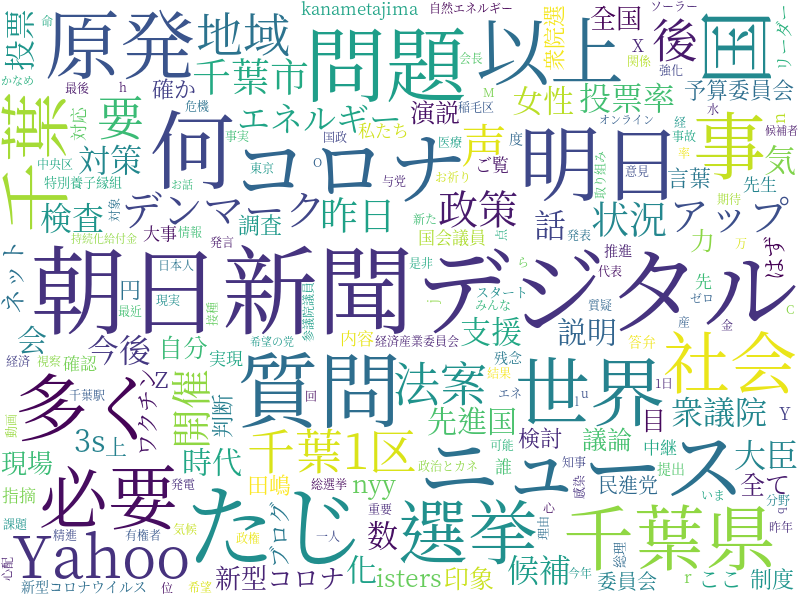 kanametajima
自然エネルギー
ソーラー
命
かなめ
投票
原発
地域
問題
以上
衆院選
全国
X
後
国
リーダー
会長
関係
強化
最後
h
確か
千葉市
M
稲毛区
オンライン
予算委員会
千葉
要
対応
危機
エネルギー
演説
女性
投票率
経
水
事故
候補者
n
中央区
対策
何
コロナ
事実
国政
私たち
声
度
明日
事
率
気
特別養子縁組
東京
o
医療
お祈り
ご覧
取り組み
意見
言葉
先生
検査
デンマーク
お話
与党
昨日
政策
話
状況
アップ
期待
持続化給付金
対象
大事
情報
調査
発言
新た
国会議員
点
発表
力
万
はず
ネット
朝日新聞デジタル
日本人
現実
円
最近
接種
参議院議員
j
是非
スタート
みんな
ら
推進
代表
質疑
先
ゼロ
産
金
C
会
今後
経済
視察
確認
自分
実現
希望の党
内容
経済産業委員会
支援
説明
答弁
社会
多く
千葉駅
ワクチン
Z
開催
判断
質問
回
法案
残念
結果
エネ
世界
l
u
1日
目
衆議院
Y
動画
3s
上
千葉1区
先進国
可能
検討
議論
中継
大臣
現場
時代
田嶋
nyy
政治とカネ
誰
ニュース
知事
提出
全て
指摘
必要
発電
総選挙
ブログ
民進党
感染
いま
分野
b
昨年
課題
精進
有権者
気候
たじ
重要
一人
数
選挙
心
理由
千葉県
心配
Yahoo
政権
新型コロナウイルス
位
希望
新型コロナ
化
isters
印象
候補
今年
総理
委員会
r
ここ
制度